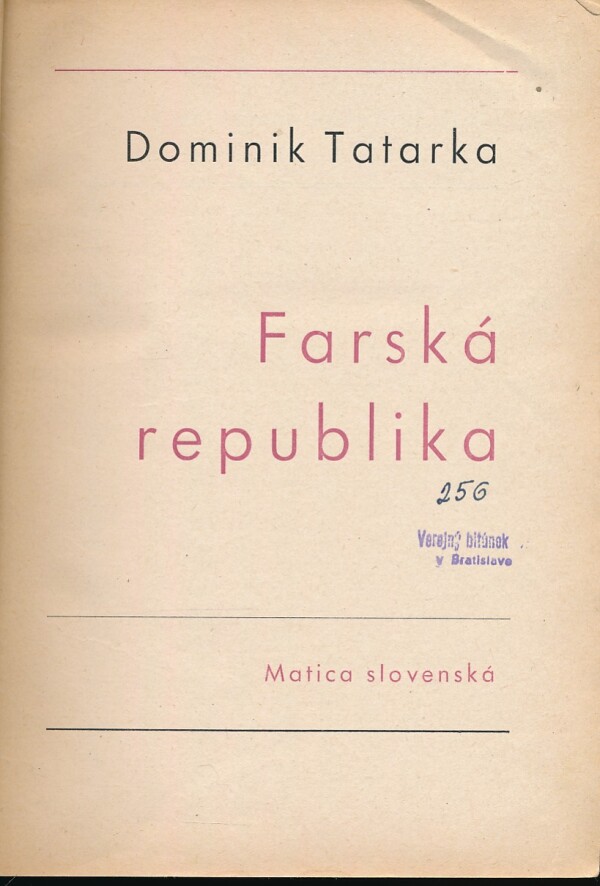 Dominik Tatarka
Farská
republika
256
Verejný bitúnok
v Bratislave
Matica slovenská